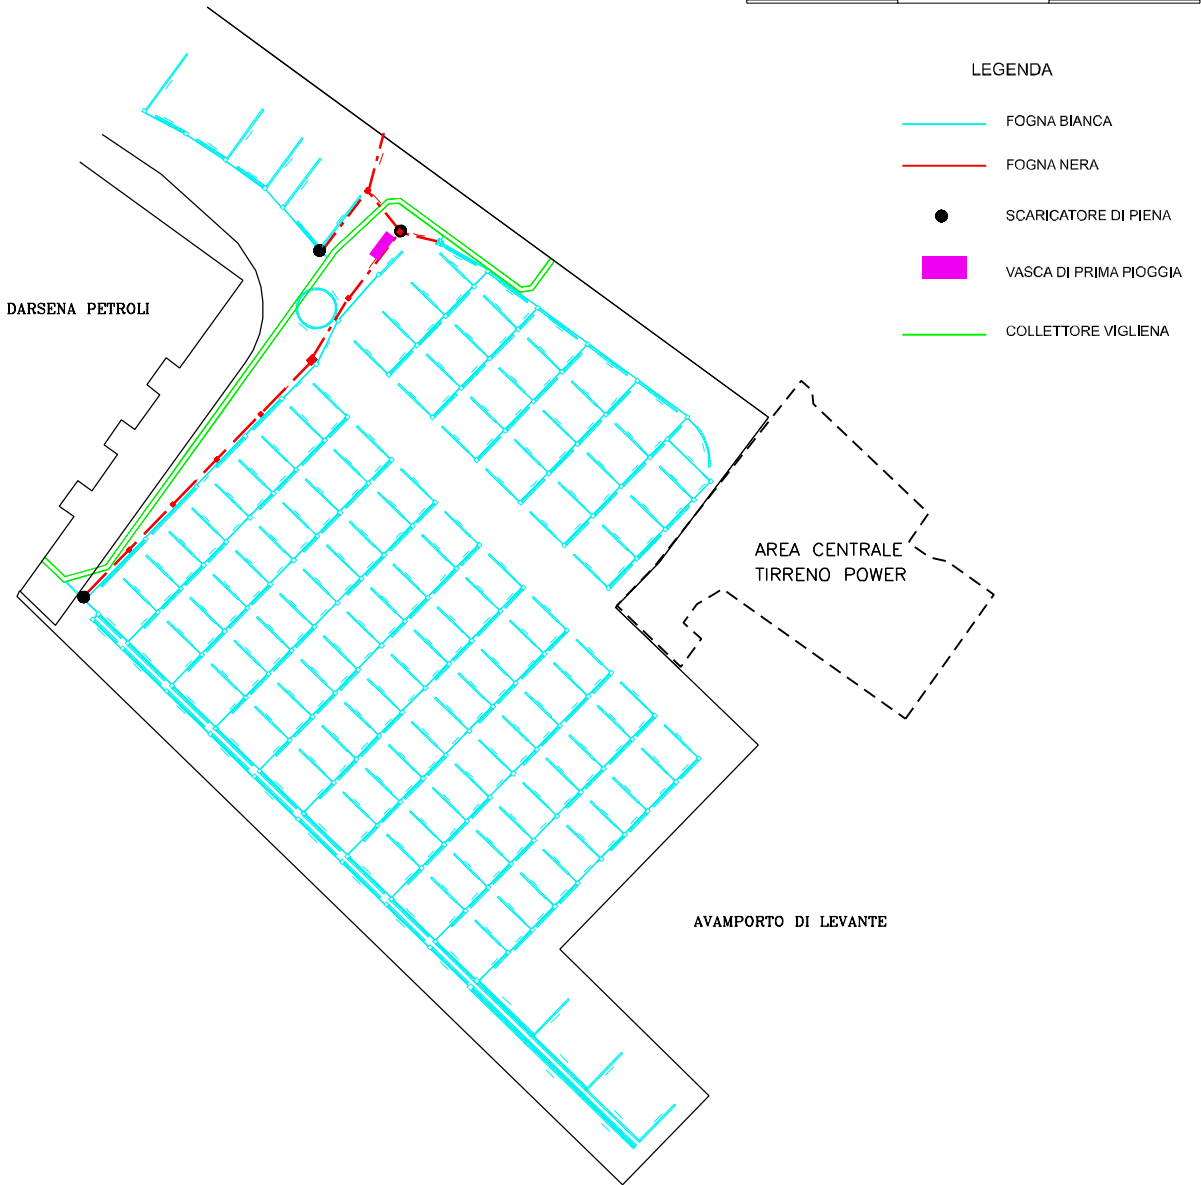 LEGENDA
FOGNA BIANCA
FOGNA NERA
SCARICATORE DI PIENA
VASCA DI PRIMA PIOGGIA
COLLETTORE VIGLIENA
DARSENA PETROLI
AREA CENTRALE
TIRRENO POWER
AVAMPORTO DI LEVANTE